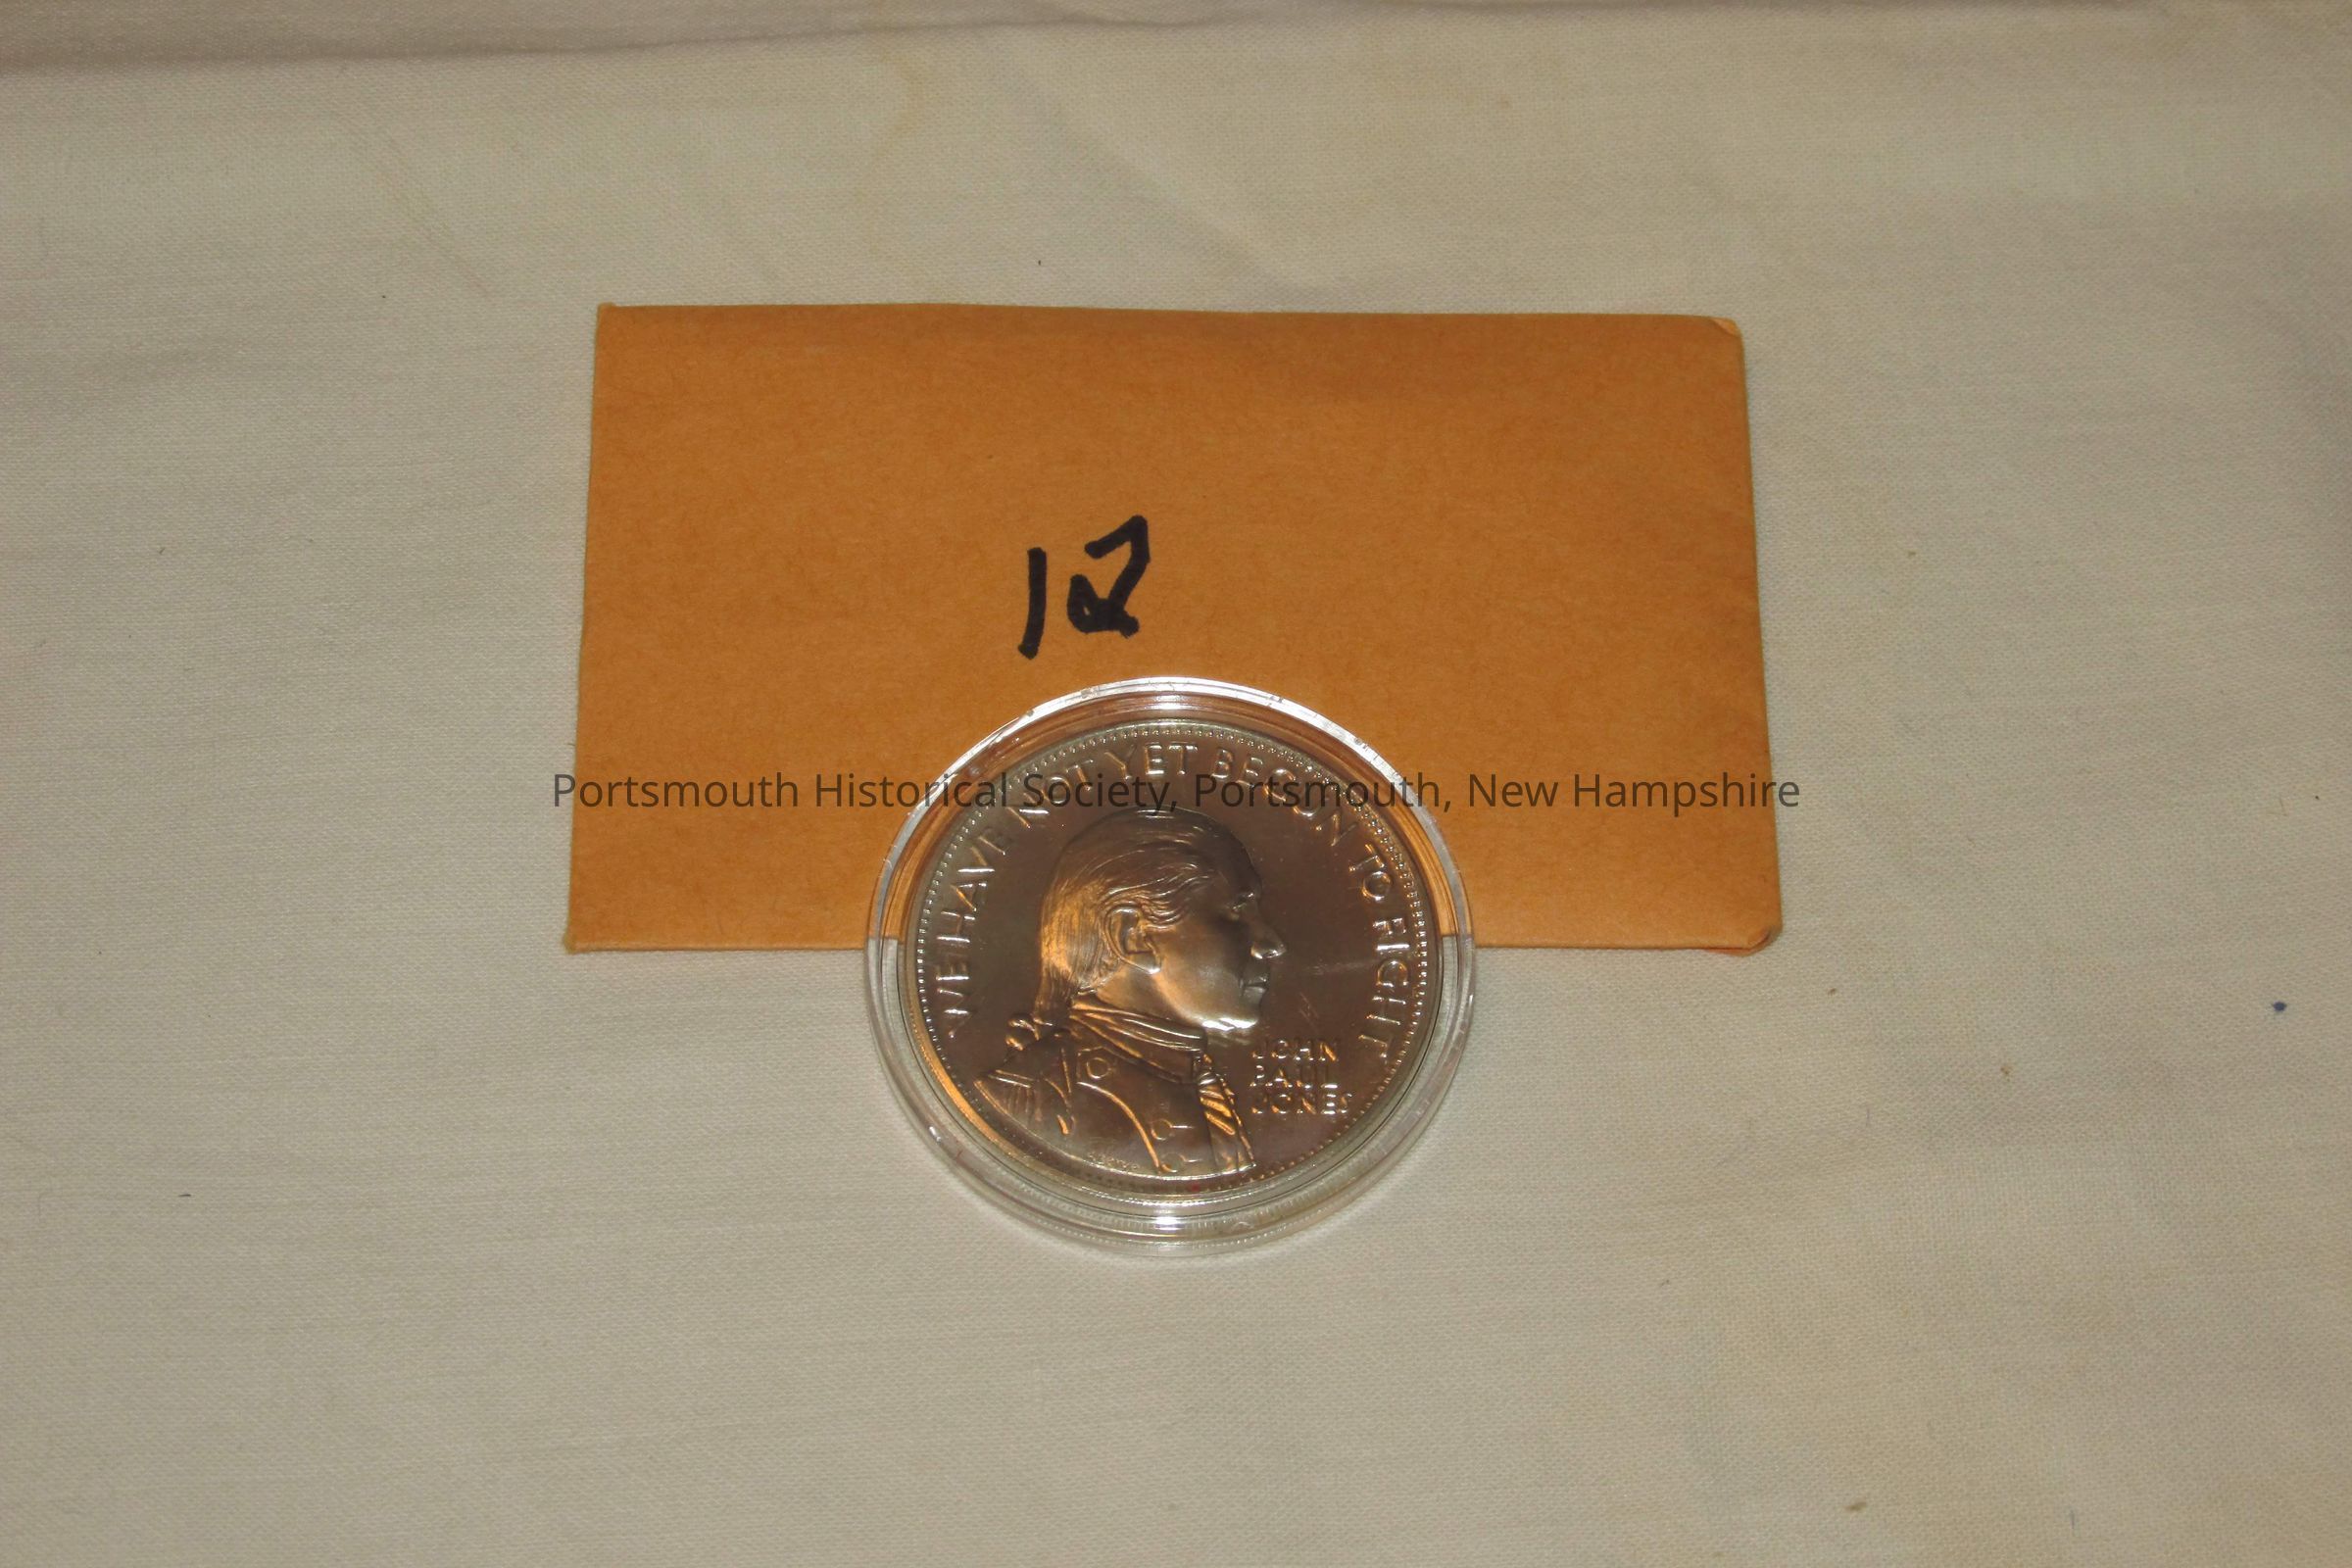 12
Portsmouth Historical Society, Portsmouth, New Hampshire
WE HAVE NOT YET BEGUN TO FIGHT
JOHN
PAUL
JONES